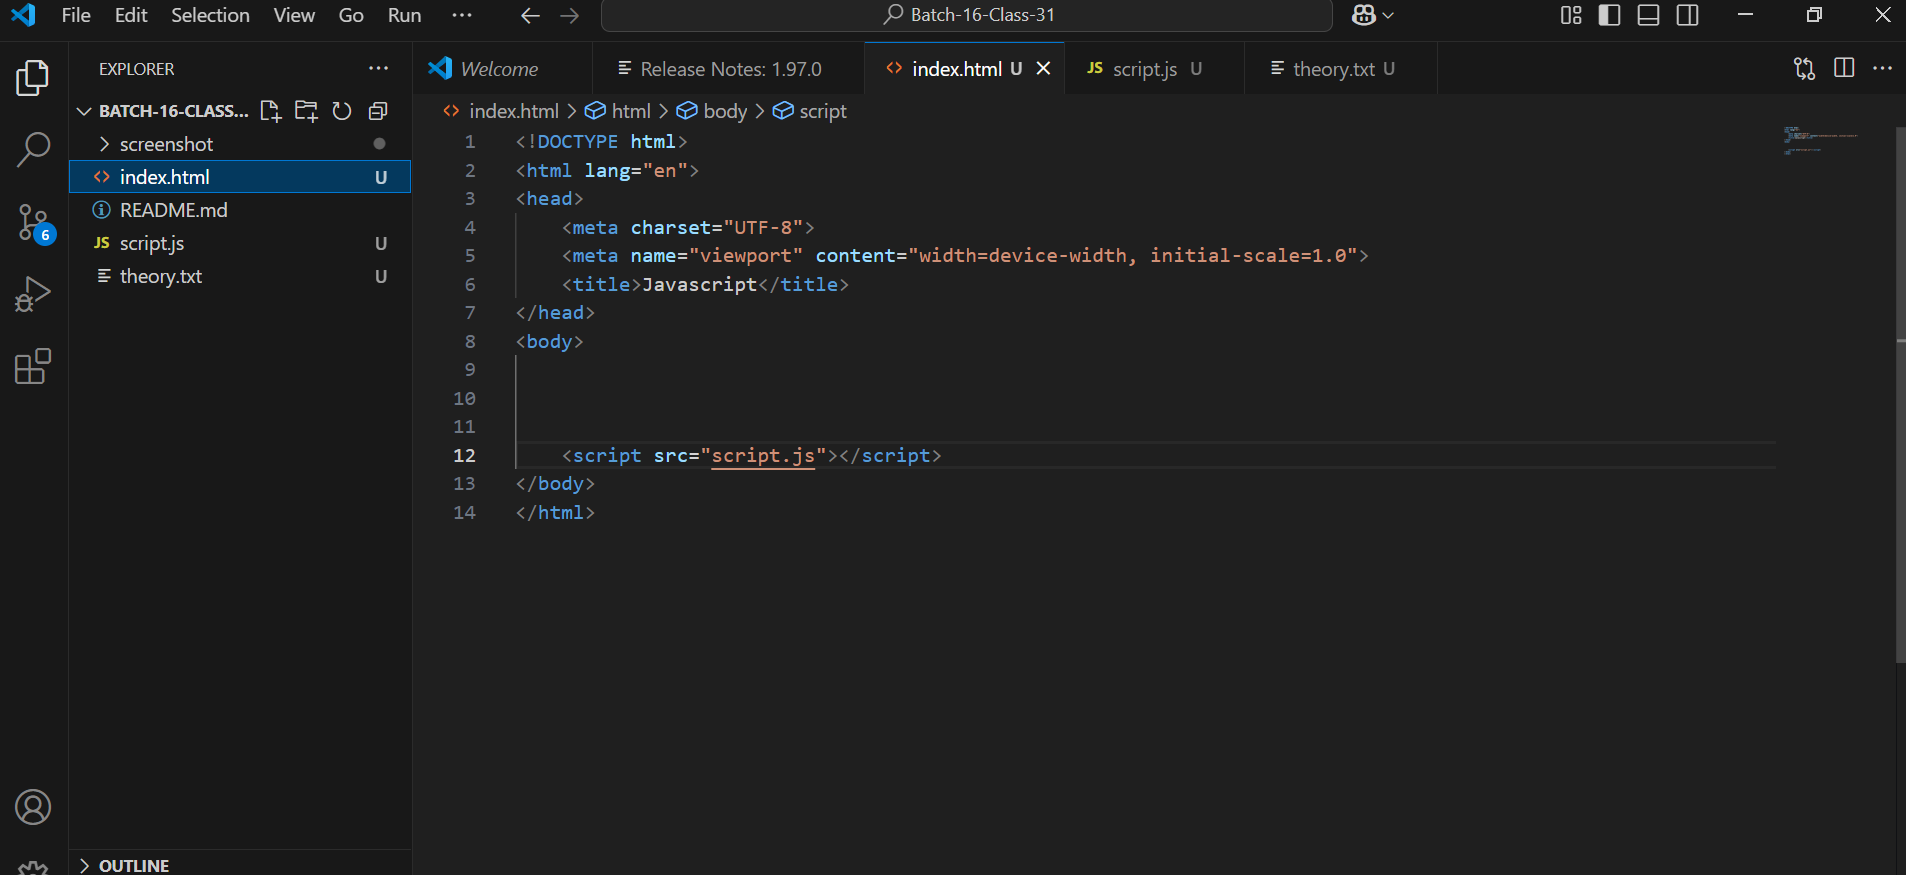 File Edit Selection View Go Run ··· Batch-16-Class-31
EXPLORER ···
BATCH-16-CLASS...
screenshot
index.html U
README.md
JS script.js U
theory.txt U
6
OUTLINE
Welcome Release Notes: 1.97.0 index.html U JS script.js U theory.txt U
index.html > html > body > script
1 <!DOCTYPE html>
2 <html lang="en">
3 <head>
4 <meta charset="UTF-8">
5 <meta name="viewport" content="width=device-width, initial-scale=1.0">
6 <title>Javascript</title>
7 </head>
8 <body>
9
10
11
12 <script src="script.js"></script>
13 </body>
14 </html>